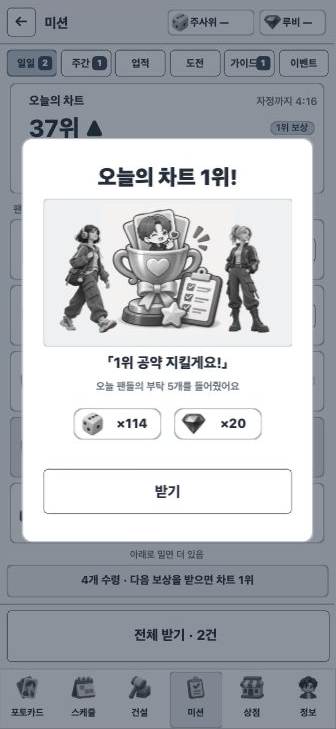 미션
주사위 —
루비 —
일일 2
주간 1
업적
도전
가이드 1
이벤트
오늘의 차트
자정까지 4:16
37위 ▲
1위 보상
팬
오늘의 차트 1위!
「1위 공약 지킬게요!」
오늘 팬들의 부탁 5개를 들어줬어요
×114
×20
받기
아래로 밀면 더 있음
4개 수령 · 다음 보상을 받으면 차트 1위
전체 받기 · 2건
포토카드
스케줄
건설
미션
상점
정보